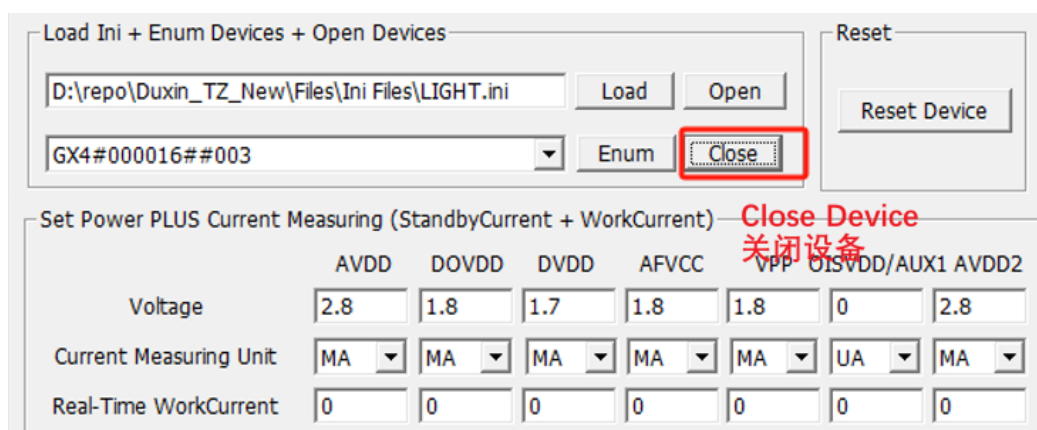 Load Ini + Enum Devices + Open Devices
Reset
D:\repo\Duxin_TZ_New\Files\Ini Files\LIGHT.ini
Load
Open
Reset Device
GX4#000016##003
Enum
Close
Set Power PLUS Current Measuring (StandbyCurrent + WorkCurrent)
Close Device
关闭设备
AVDD DOVDD DVDD AFVCC VPP OISVDD/AUX1 AVDD2
Voltage 2.8 1.8 1.7 1.8 1.8 0 2.8
Current Measuring Unit MA MA MA MA MA UA MA
Real-Time WorkCurrent 0 0 0 0 0 0 0